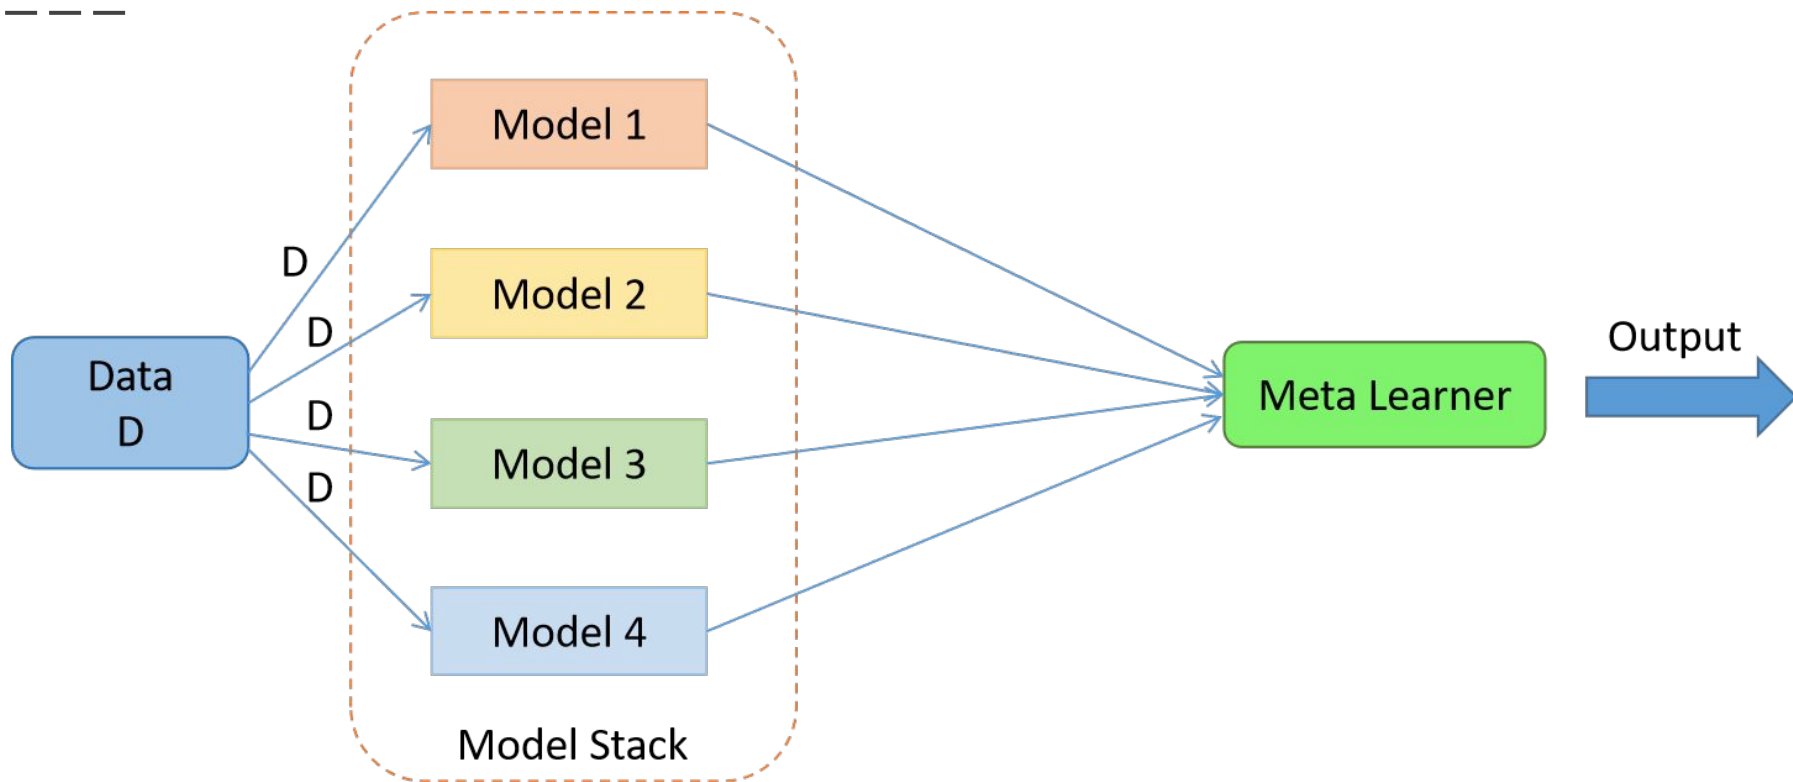 Model 1
D
Model 2
D
Data
D
D
D
Model 3
Model 4
Model Stack
Meta Learner
Output